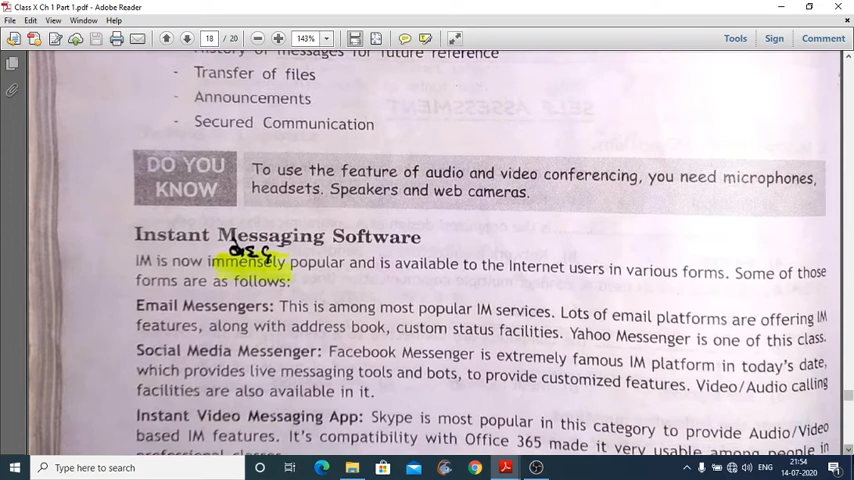 Class X Ch 1 Part 1.pdf - Adobe Reader
File Edit View Window Help
18 / 20 143% Tools Sign Comment
History of messages for future reference
- Transfer of files
- Announcements
- Secured Communication
DO YOU KNOW
To use the feature of audio and video conferencing, you need microphones,
headsets. Speakers and web cameras.
Instant Messaging Software
IM is now immensely popular and is available to the Internet users in various forms. Some of those
forms are as follows:
Email Messengers: This is among most popular IM services. Lots of email platforms are offering IM
features, along with address book, custom status facilities. Yahoo Messenger is one of this class.
Social Media Messenger: Facebook Messenger is extremely famous IM platform in today's date,
which provides live messaging tools and bots, to provide customized features. Video/Audio calling
facilities are also available in it.
Instant Video Messaging App: Skype is most popular in this category to provide Audio/Video
based IM features. It's compatibility with Office 365 made it very usable among people in
professional classes.
Type here to search
ENG
21:54
14-07-2020